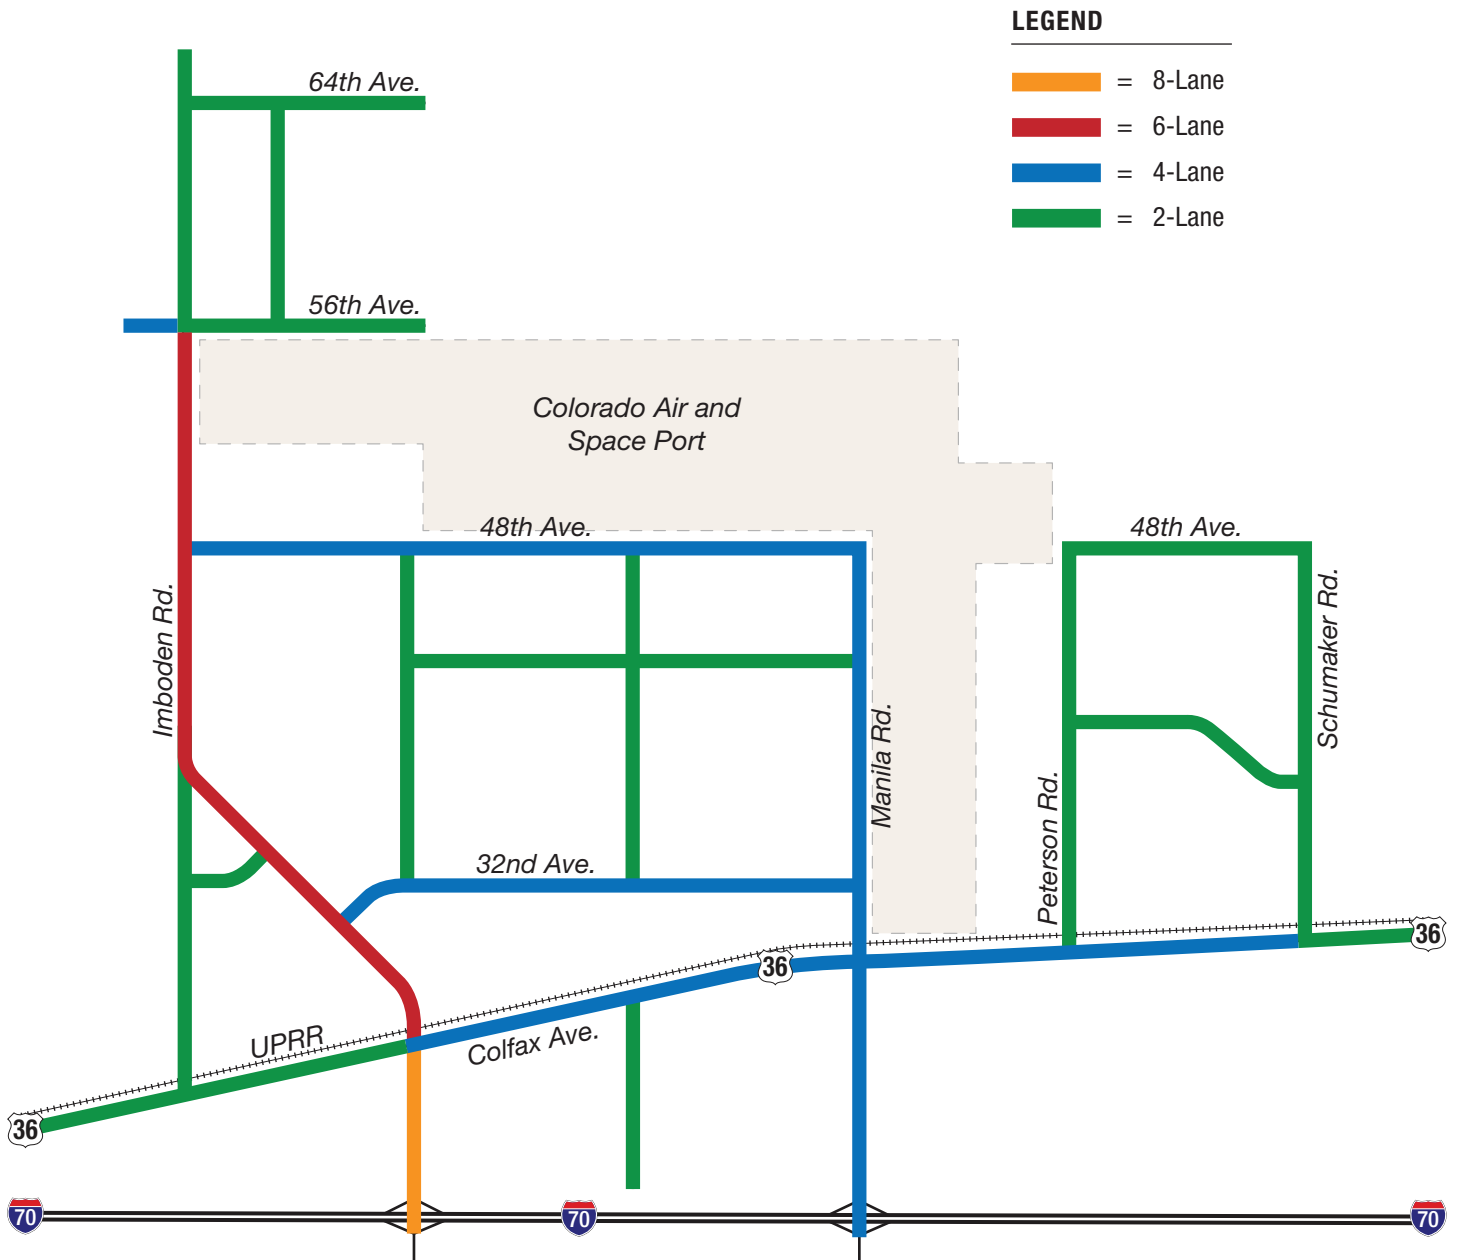 LEGEND
= 8-Lane
= 6-Lane
= 4-Lane
= 2-Lane
64th Ave.
56th Ave.
Colorado Air and
Space Port
48th Ave.
48th Ave.
Imboden Rd.
Schumaker Rd.
Manila Rd.
Peterson Rd.
32nd Ave.
36
36
UPRR
Colfax Ave.
36
70
70
70